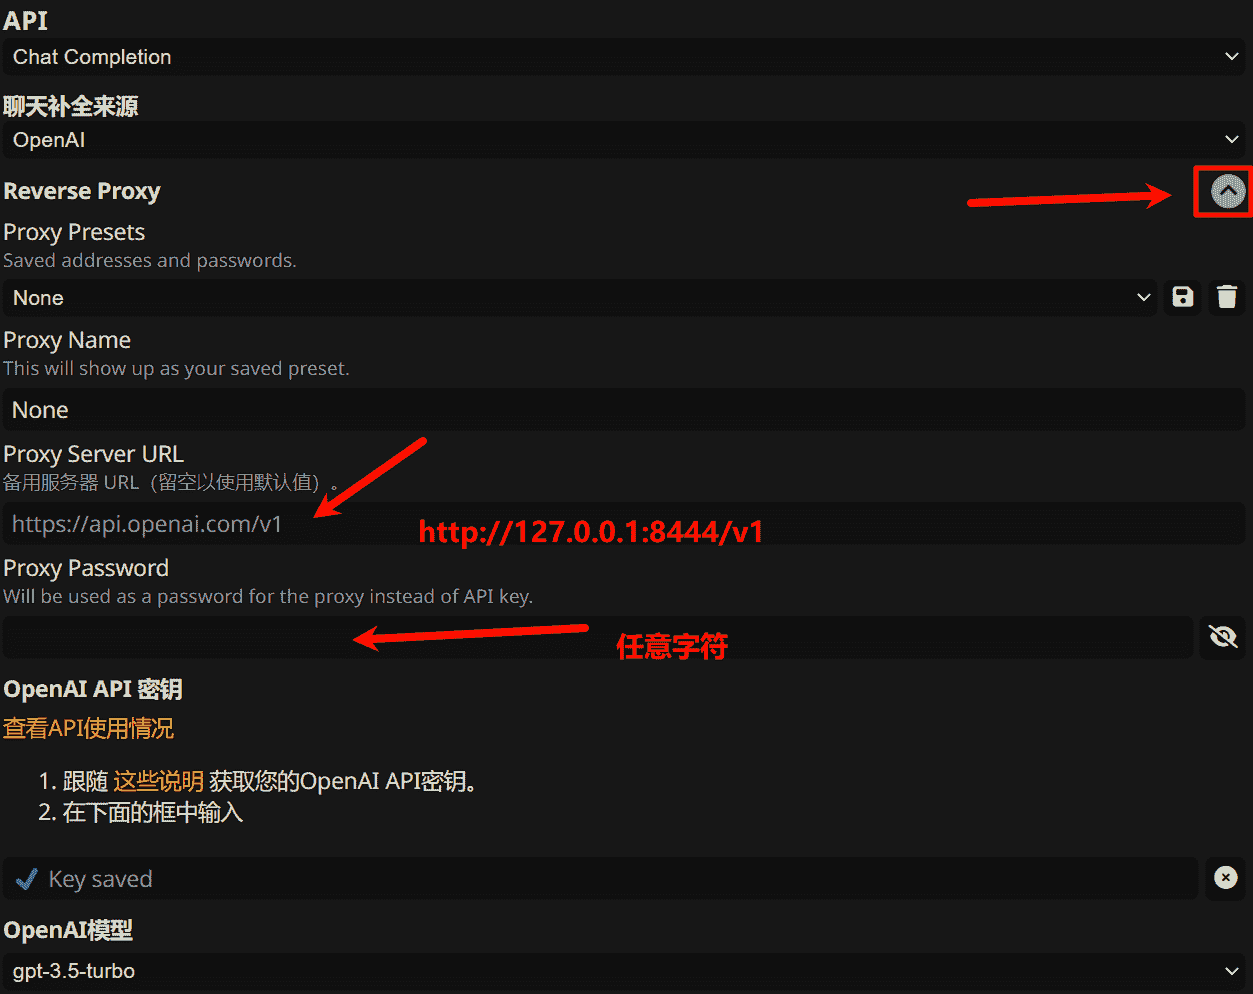 API
Chat Completion
聊天补全来源
OpenAI
Reverse Proxy
Proxy Presets
Saved addresses and passwords.
None
Proxy Name
This will show up as your saved preset.
None
Proxy Server URL
备用服务器 URL（留空以使用默认值）。
https://api.openai.com/v1
http://127.0.0.1:8444/v1
Proxy Password
Will be used as a password for the proxy instead of API key.
任意字符
OpenAI API 密钥
查看API使用情况
1. 跟随 这些说明 获取您的OpenAI API密钥。
2. 在下面的框中输入
Key saved
OpenAI模型
gpt-3.5-turbo